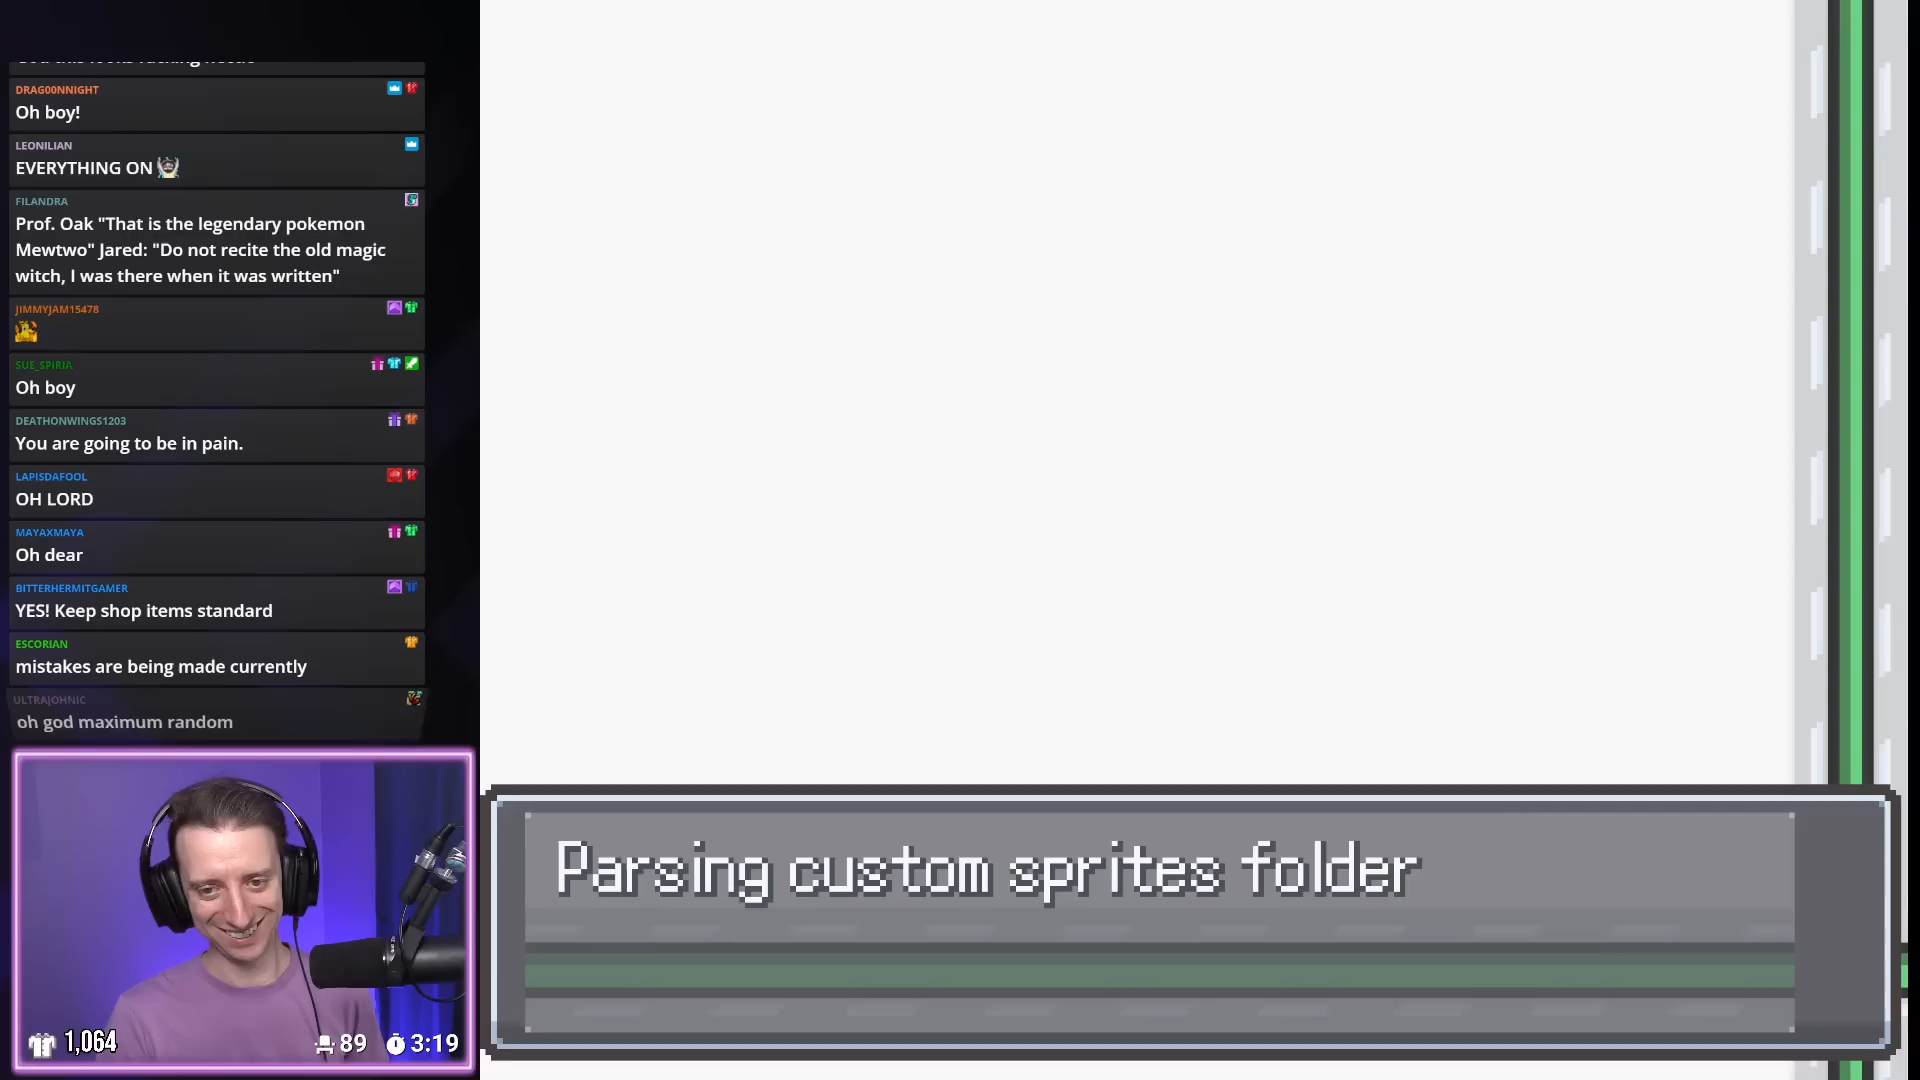 DRAG00NNIGHT
Oh boy!
LEONILIAN
EVERYTHING ON
FILANDRA
Prof. Oak "That is the legendary pokemon
Mewtwo" Jared: "Do not recite the old magic
witch, I was there when it was written"
JIMMYJAM15478
SUE_SPIRIA
Oh boy
DEATHONWINGS1203
You are going to be in pain.
LAPISDAFOOL
OH LORD
MAYAXMAYA
Oh dear
BITTERHERMITGAMER
YES! Keep shop items standard
ESCORIAN
mistakes are being made currently
ULTRAJOHNIC
oh god maximum random
1,064
89
3:19
Parsing custom sprites folder